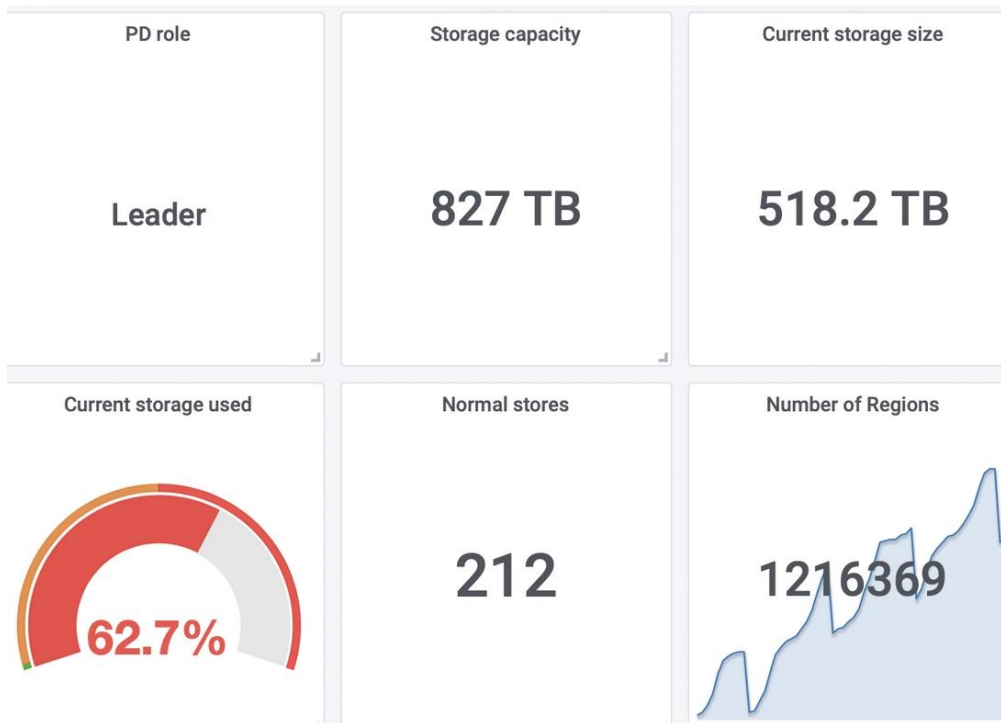 PD role
Storage capacity
Current storage size
Leader
827 TB
518.2 TB
Current storage used
Normal stores
Number of Regions
62.7%
212
1216369